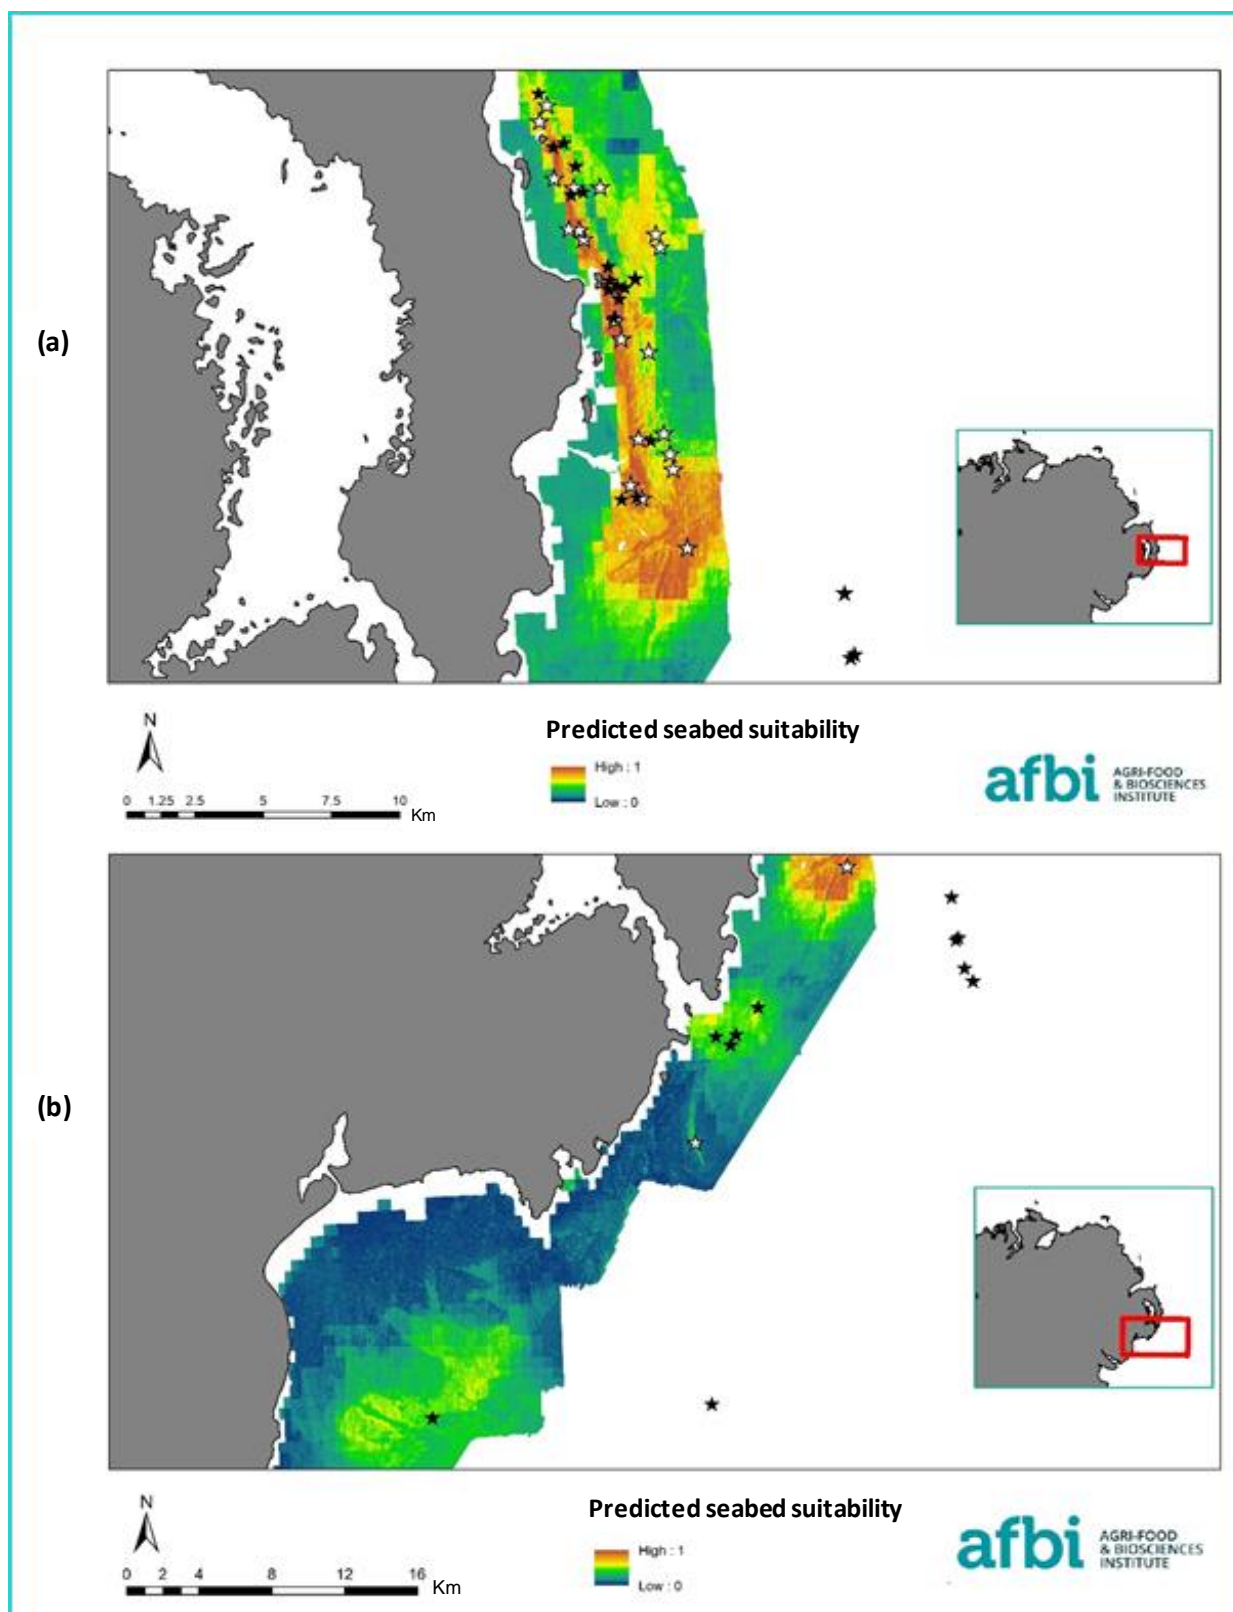 (a)
N
0 1.25 2.5 5 7.5 10 Km
Predicted seabed suitability
High : 1
Low : 0
afbi AGRI-FOOD
& BIOSCIENCES
INSTITUTE
(b)
N
0 2 4 8 12 16 Km
Predicted seabed suitability
High : 1
Low : 0
afbi AGRI-FOOD
& BIOSCIENCES
INSTITUTE